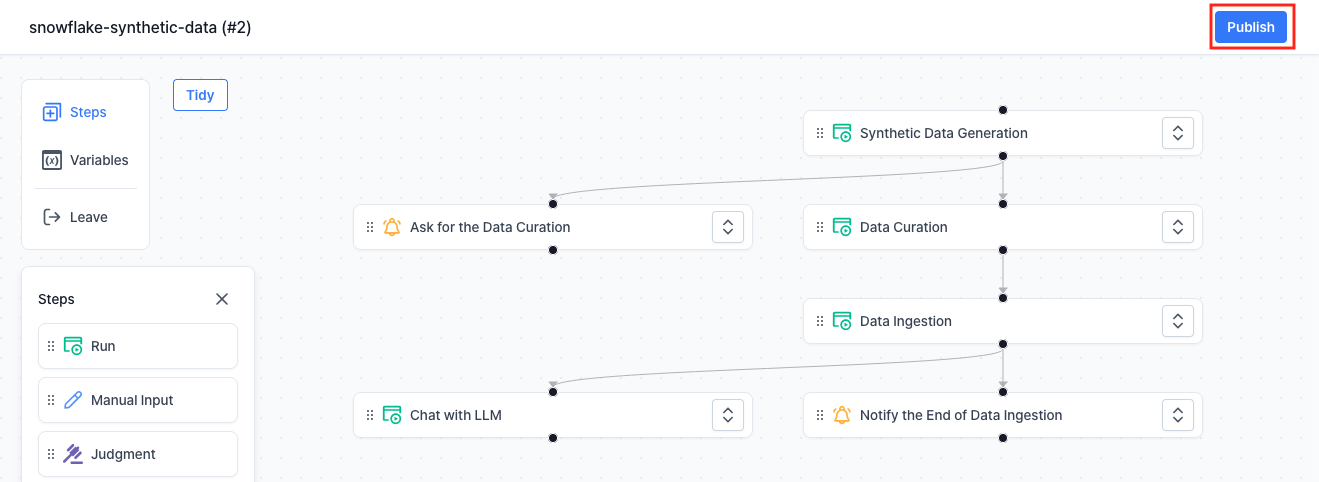 snowflake-synthetic-data (#2)
Publish
Steps
Tidy
Variables
Leave
Synthetic Data Generation
Ask for the Data Curation
Data Curation
Data Ingestion
Chat with LLM
Notify the End of Data Ingestion
Steps
Run
Manual Input
Judgment